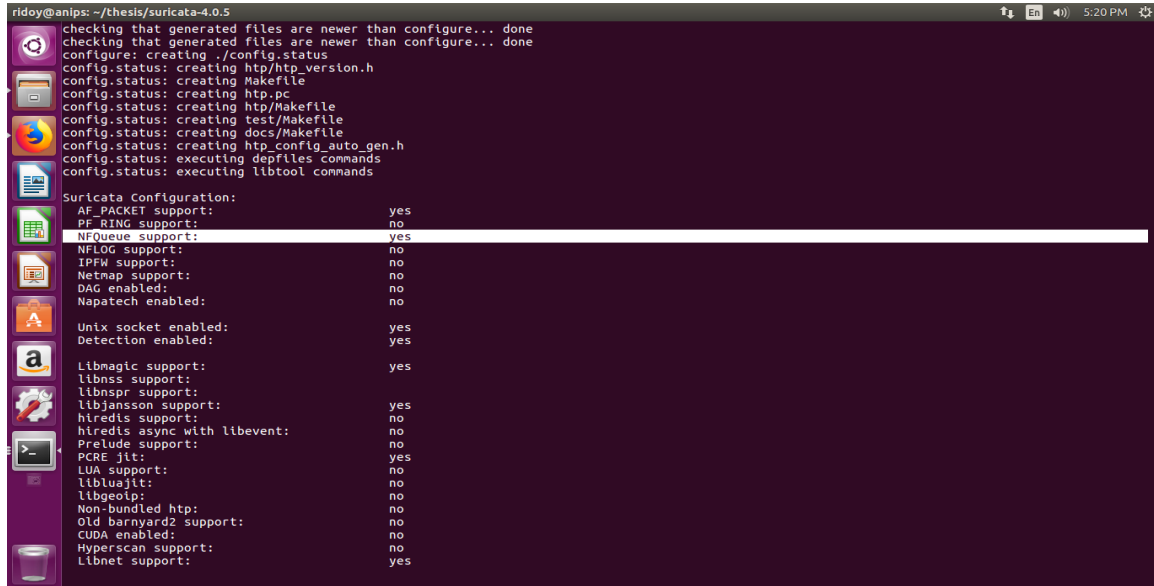 ridoy@anips: ~/thesis/suricata-4.0.5 En 5:20 PM
checking that generated files are newer than configure... done
checking that generated files are newer than configure... done
configure: creating ./config.status
config.status: creating htp/htp_version.h
config.status: creating Makefile
config.status: creating htp.pc
config.status: creating htp/Makefile
config.status: creating test/Makefile
config.status: creating docs/Makefile
config.status: creating htp_config_auto_gen.h
config.status: executing depfiles commands
config.status: executing libtool commands
Suricata Configuration:
AF_PACKET support: yes
PF_RING support: no
NFQueue support: yes
NFLOG support: no
IPFW support: no
Netmap support: no
DAG enabled: no
Napatech enabled: no
Unix socket enabled: yes
Detection enabled: yes
Libmagic support: yes
libnss support:
libnspr support:
libjansson support: yes
hiredis support: no
hiredis async with libevent: no
Prelude support: no
PCRE jit: yes
LUA support: no
libluajit: no
libgeoip: no
Non-bundled htp: no
Old barnyard2 support: no
CUDA enabled: no
Hyperscan support: no
Libnet support: yes